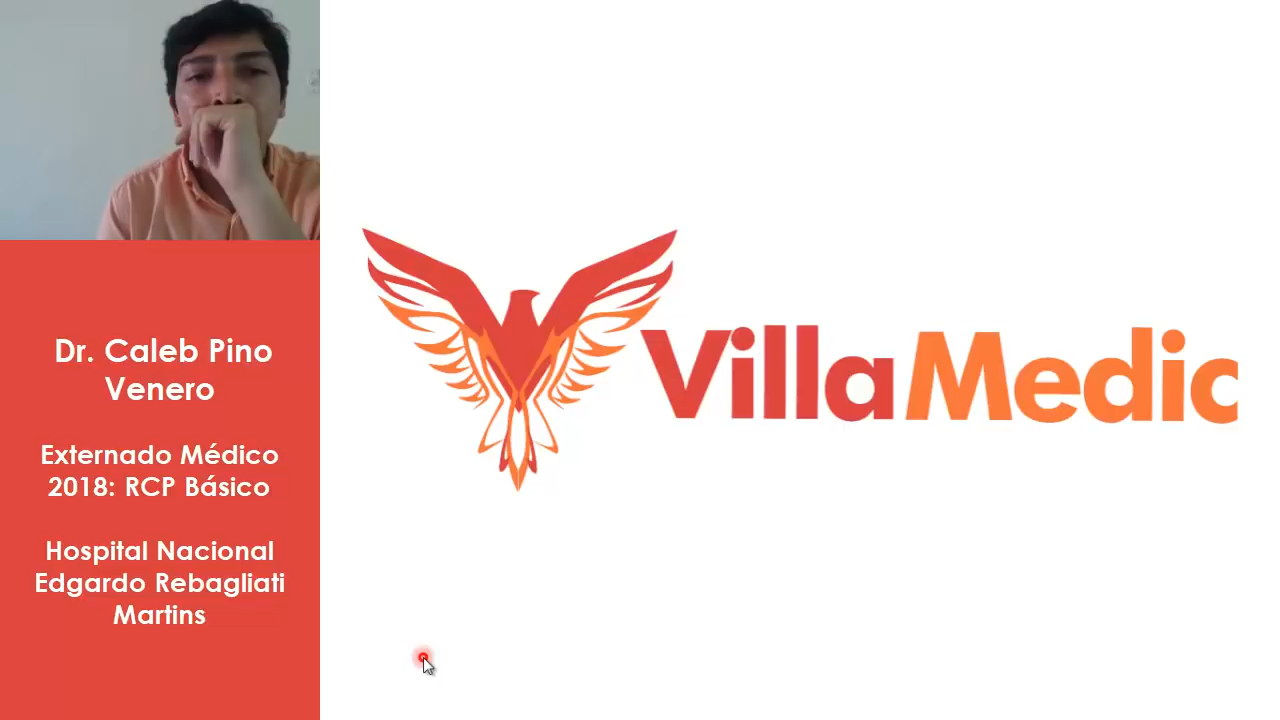 Dr. Caleb Pino
Venero
Externado Médico
2018: RCP Básico
Hospital Nacional
Edgardo Rebagliati
Martins
VillaMedic